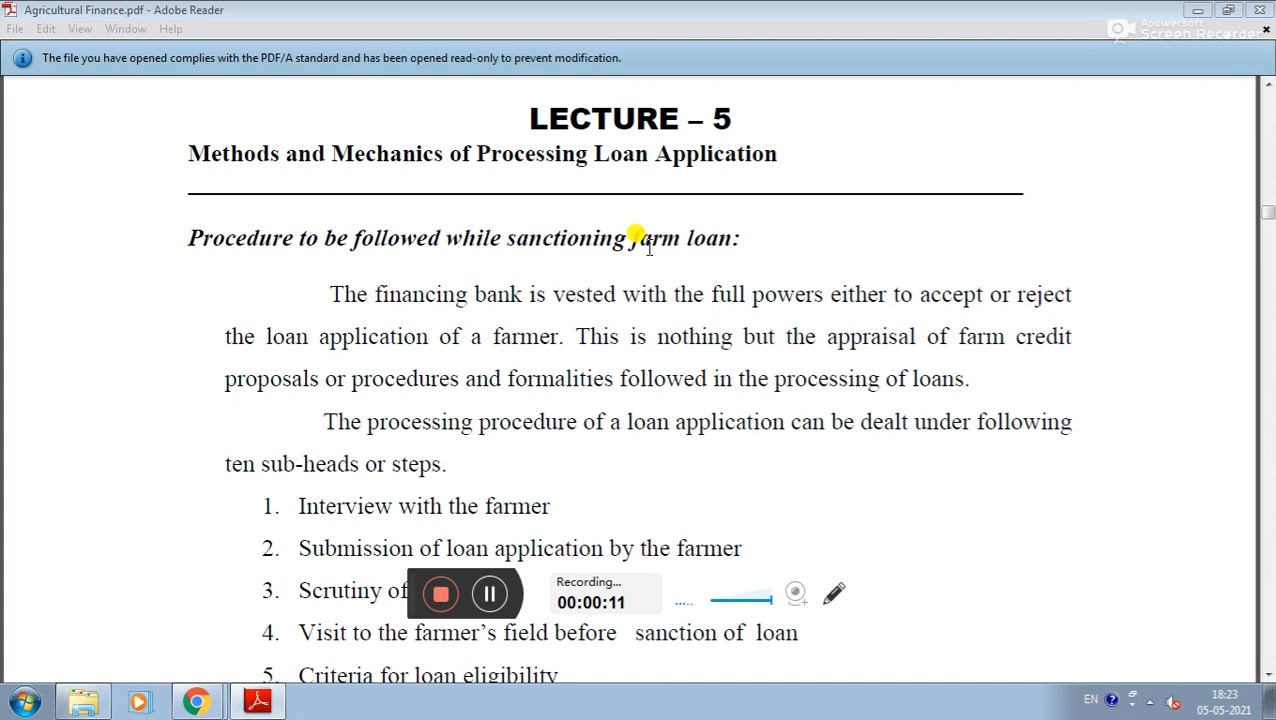 Agricultural Finance.pdf - Adobe Reader
File Edit View Window Help
Apowersoft
Screen Recorder
The file you have opened complies with the PDF/A standard and has been opened read-only to prevent modification.
LECTURE – 5
Methods and Mechanics of Processing Loan Application
Procedure to be followed while sanctioning farm loan:
The financing bank is vested with the full powers either to accept or reject
the loan application of a farmer. This is nothing but the appraisal of farm credit
proposals or procedures and formalities followed in the processing of loans.
The processing procedure of a loan application can be dealt under following
ten sub-heads or steps.
1. Interview with the farmer
2. Submission of loan application by the farmer
3. Scrutiny of
Recording...
00:00:11
4. Visit to the farmer’s field before sanction of loan
5. Criteria for loan eligibility
EN
18:23
05-05-2021